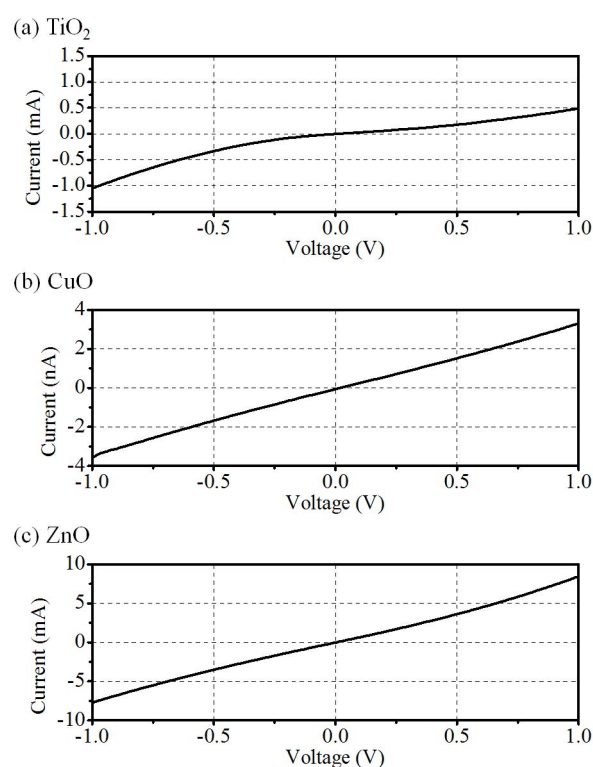 (a) TiO₂
1.5
1.0
0.5
0.0
-0.5
-1.0
-1.5
Current (mA)
-1.0 -0.5 0.0 0.5 1.0
Voltage (V)
(b) CuO
4
2
0
-2
-4
Current (nA)
-1.0 -0.5 0.0 0.5 1.0
Voltage (V)
(c) ZnO
10
5
0
-5
-10
Current (mA)
-1.0 -0.5 0.0 0.5 1.0
Voltage (V)